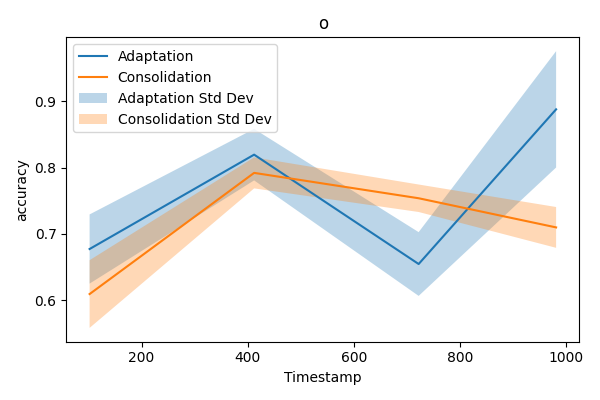 o
Adaptation
Consolidation
Adaptation Std Dev
Consolidation Std Dev
accuracy
0.9
0.8
0.7
0.6
200 400 600 800 1000
Timestamp